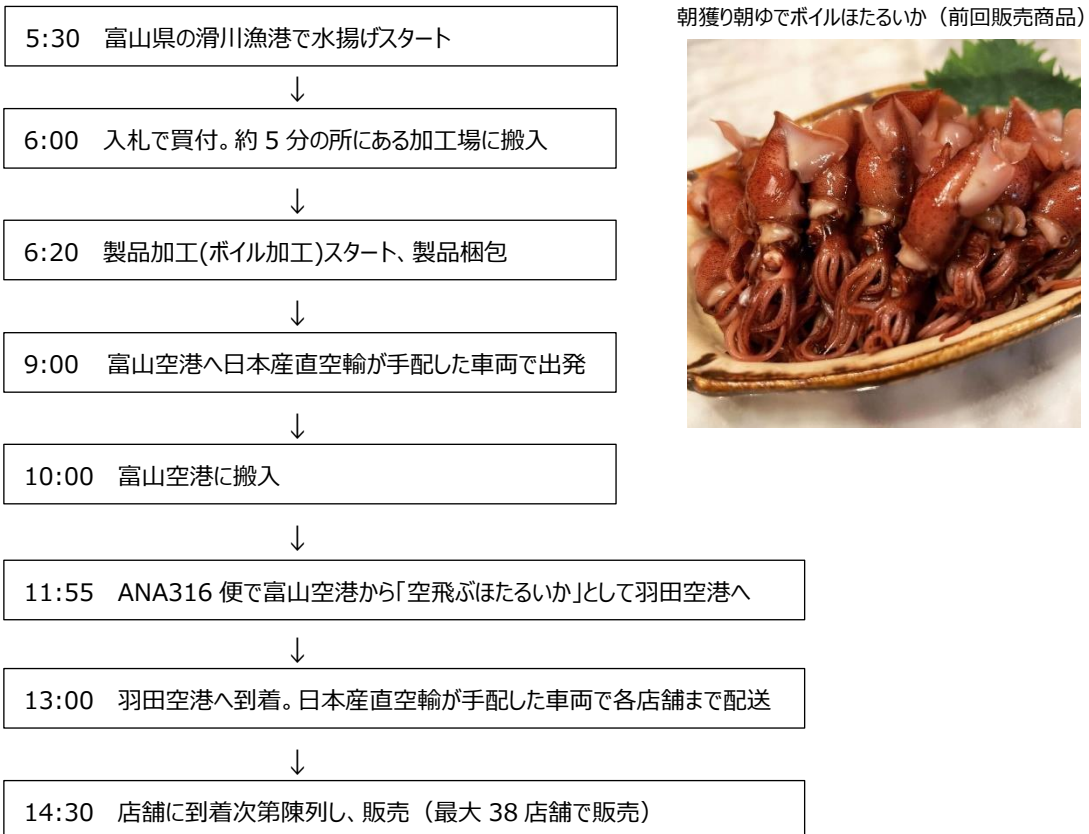 朝獲り朝ゆでボイルほたるいか（前回販売商品）
5:30　富山県の滑川漁港で水揚げスタート
↓
6:00　入札で買付。約 5 分の所にある加工場に搬入
↓
6:20　製品加工(ボイル加工)スタート、製品梱包
↓
9:00　富山空港へ日本産直空輸が手配した車両で出発
↓
10:00　富山空港に搬入
↓
11:55　ANA316 便で富山空港から「空飛ぶほたるいか」として羽田空港へ
↓
13:00　羽田空港へ到着。日本産直空輸が手配した車両で各店舗まで配送
↓
14:30　店舗に到着次第陳列し、販売（最大 38 店舗で販売）